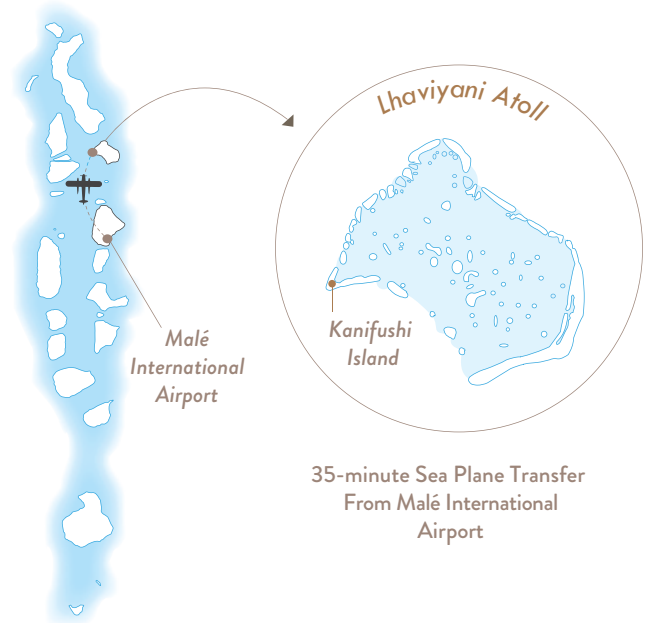 Lhaviyani Atoll
Kanifushi
Island
Malé
International
Airport
35-minute Sea Plane Transfer
From Malé International
Airport